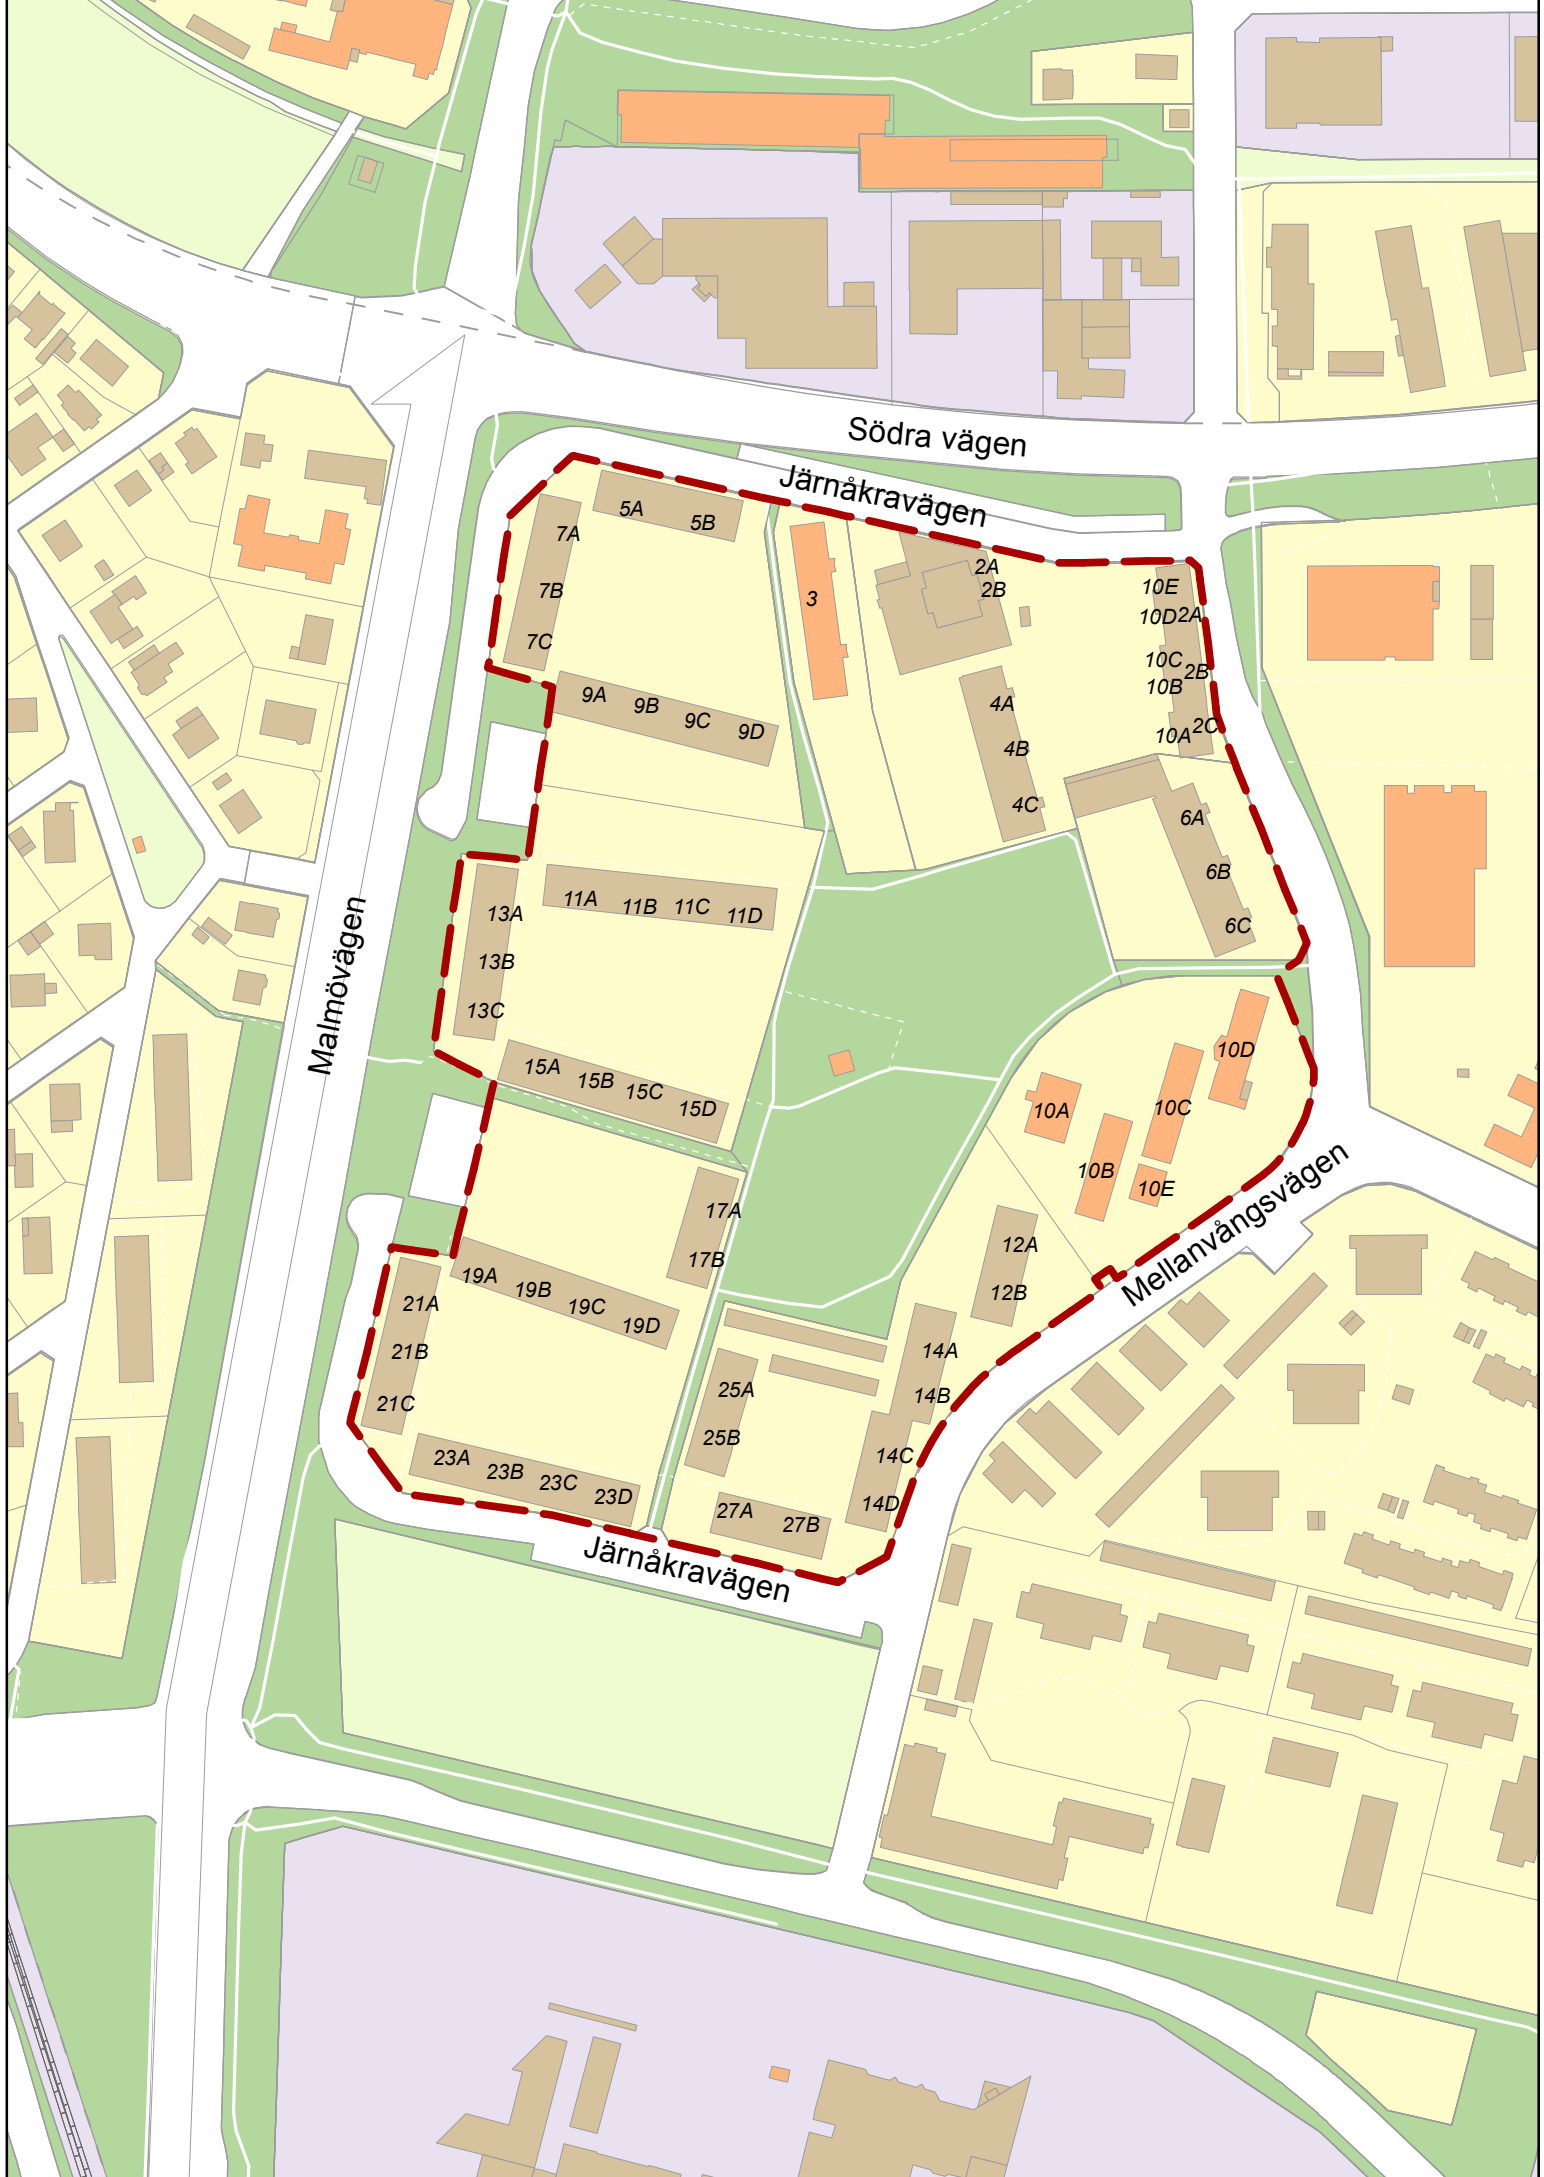 Södra vägen
Järnåkravägen
5A
5B
7A
7B
7C
3
2A
2B
10E
10D
2A
10C
2B
10B
10A
2C
9A
9B
9C
9D
4A
4B
4C
6A
6B
6C
11A
11B
11C
11D
13A
13B
13C
Malmövägen
15A
15B
15C
15D
10D
10A
10C
10B
10E
17A
17B
12A
12B
Mellanvångsvägen
19A
19B
19C
19D
21A
21B
21C
14A
14B
14C
14D
25A
25B
23A
23B
23C
23D
27A
27B
Järnåkravägen